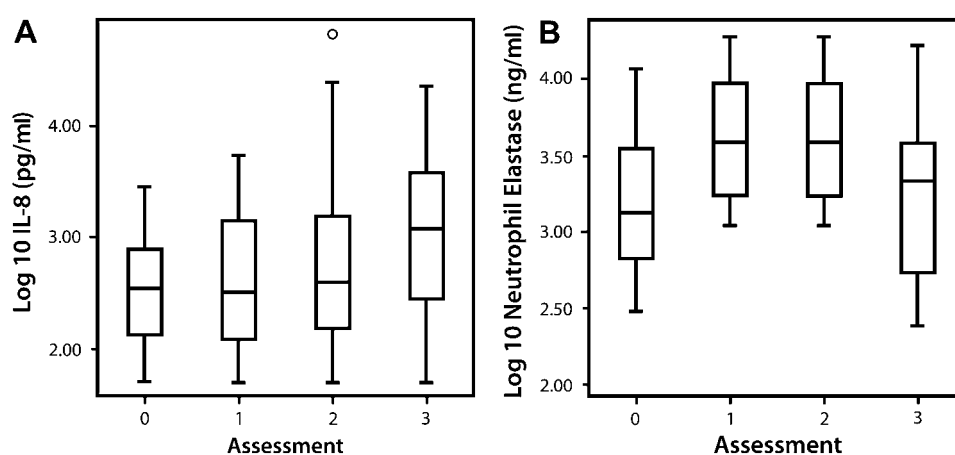 A
Log 10 IL-8 (pg/ml)
4.00
3.00
2.00
0 1 2 3
Assessment
B
Log 10 Neutrophil Elastase (ng/ml)
4.00
3.50
3.00
2.50
2.00
0 1 2 3
Assessment